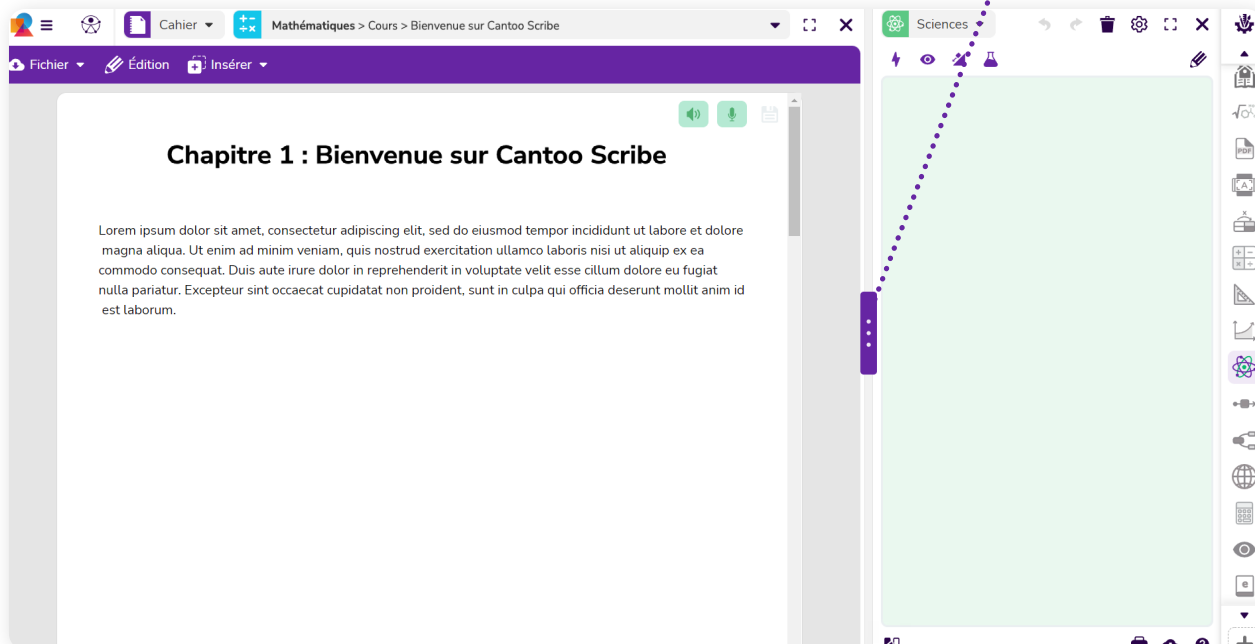 Cahier
Mathématiques > Cours > Bienvenue sur Cantoo Scribe
Sciences
Fichier
Édition
Insérer
Chapitre 1 : Bienvenue sur Cantoo Scribe
Lorem ipsum dolor sit amet, consectetur adipiscing elit, sed do eiusmod tempor incididunt ut labore et dolore
magna aliqua. Ut enim ad minim veniam, quis nostrud exercitation ullamco laboris nisi ut aliquip ex ea
commodo consequat. Duis aute irure dolor in reprehenderit in voluptate velit esse cillum dolore eu fugiat
nulla pariatur. Excepteur sint occaecat cupidatat non proident, sunt in culpa qui officia deserunt mollit anim id
est laborum.
PDF
A
e